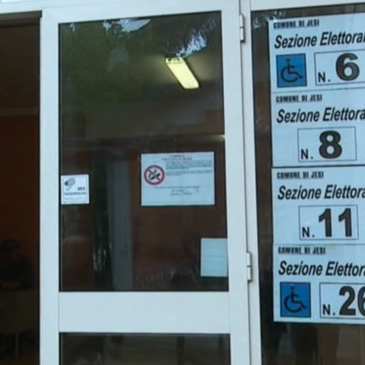 COMUNE DI JESI
Sezione Elettora
N. 6
COMUNE DI JESI
Sezione Elettora
N. 8
COMUNE DI JESI
Sezione Elettora
N. 11
COMUNE DI JESI
Sezione Elettora
N. 26